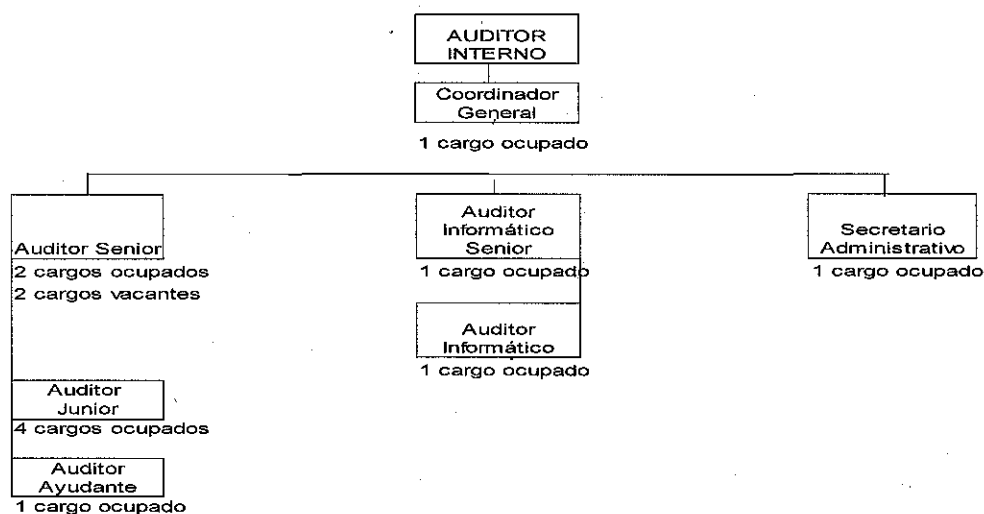 AUDITOR
INTERNO
Coordinador
General
1 cargo ocupado
Auditor Senior
2 cargos ocupados
2 cargos vacantes
Auditor
Junior
4 cargos ocupados
Auditor
Ayudante
1 cargo ocupado
Auditor
Informático
Senior
1 cargo ocupado
Auditor
Informático
1 cargo ocupado
Secretario
Administrativo
1 cargo ocupado